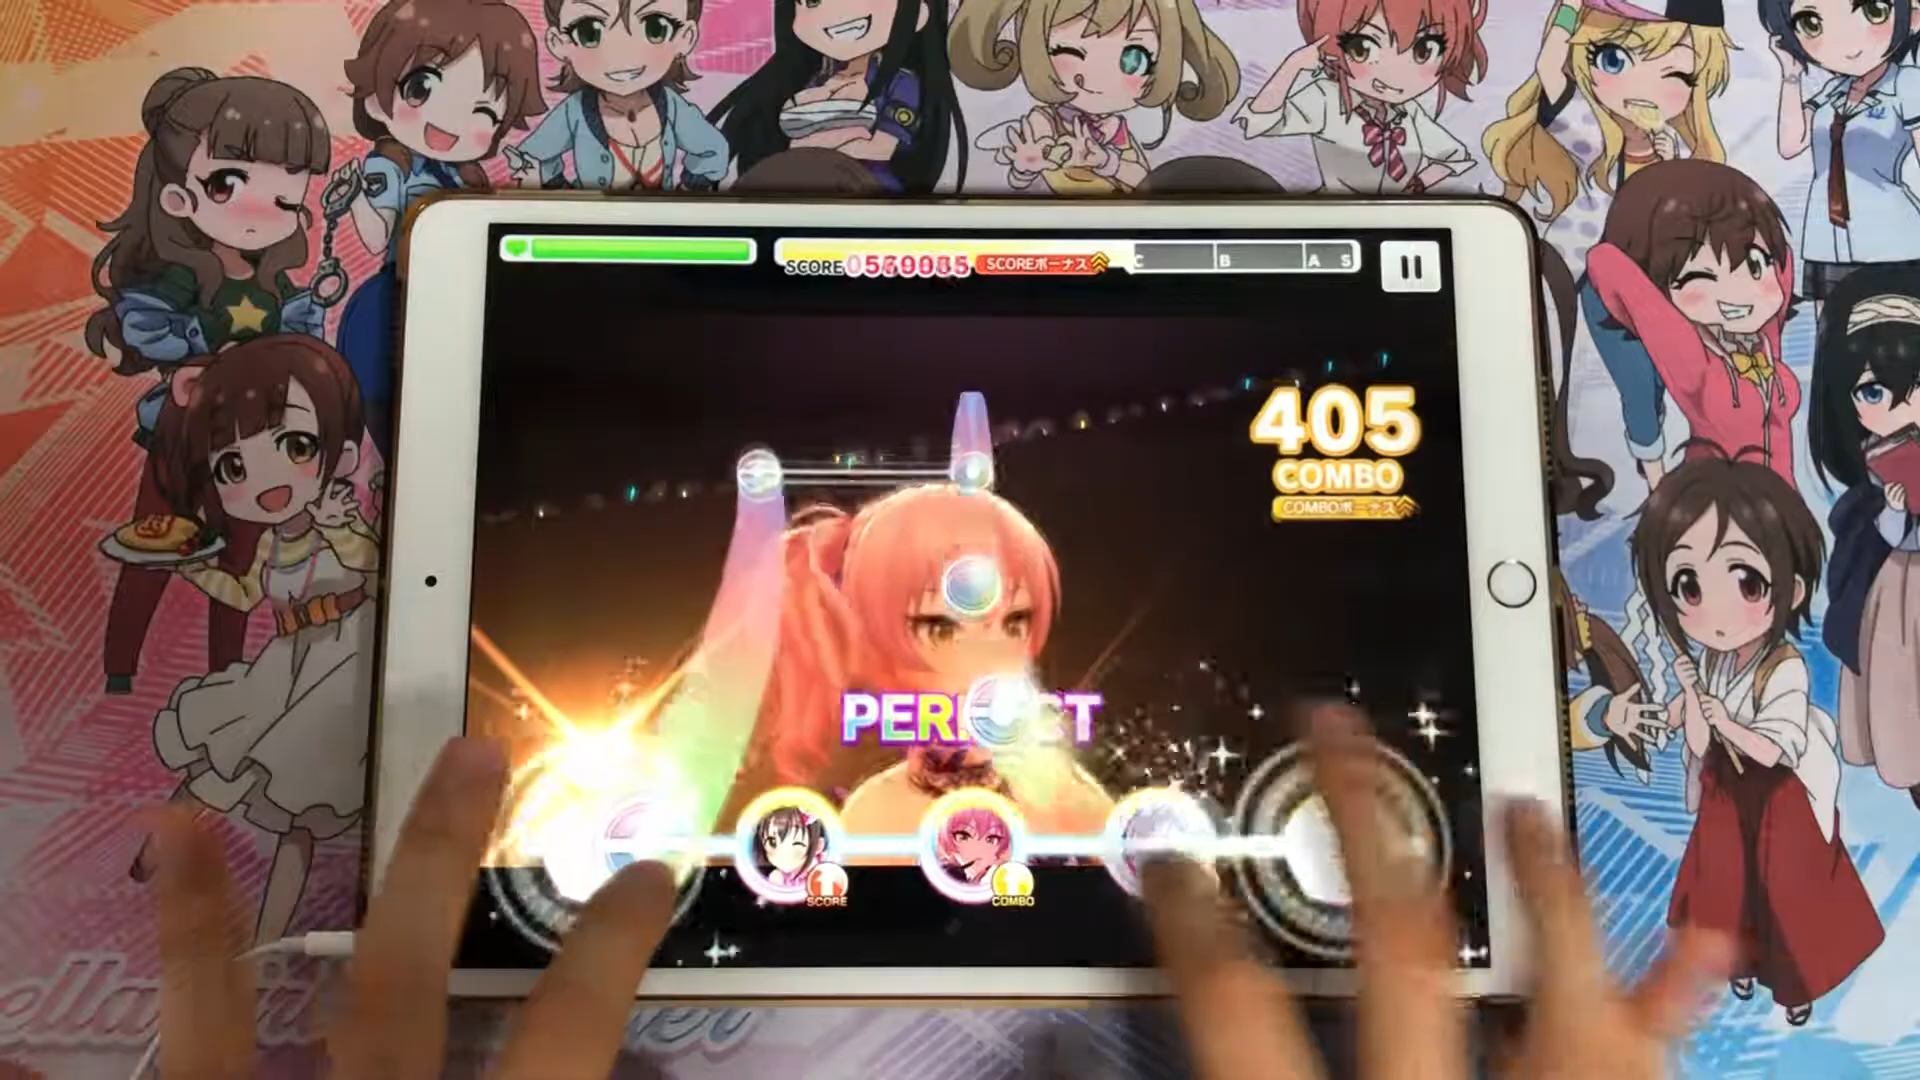 SCORE SCOREボーナス
C B A S
405
COMBO
COMBOボーナス
PERFECT
SCORE
COMBO